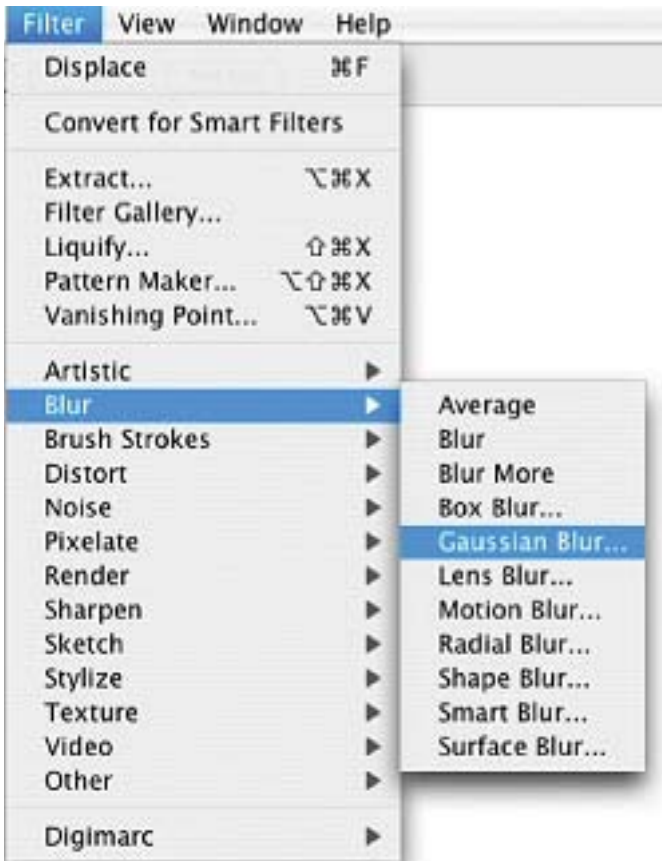 Filter View Window Help
Displace ⌘F
Convert for Smart Filters
Extract... ⌥⌘X
Filter Gallery...
Liquify... ⇧⌘X
Pattern Maker... ⌥⇧⌘X
Vanishing Point... ⌥⌘V
Artistic
Blur
Brush Strokes
Distort
Noise
Pixelate
Render
Sharpen
Sketch
Stylize
Texture
Video
Other
Digimarc
Average
Blur
Blur More
Box Blur...
Gaussian Blur...
Lens Blur...
Motion Blur...
Radial Blur...
Shape Blur...
Smart Blur...
Surface Blur...